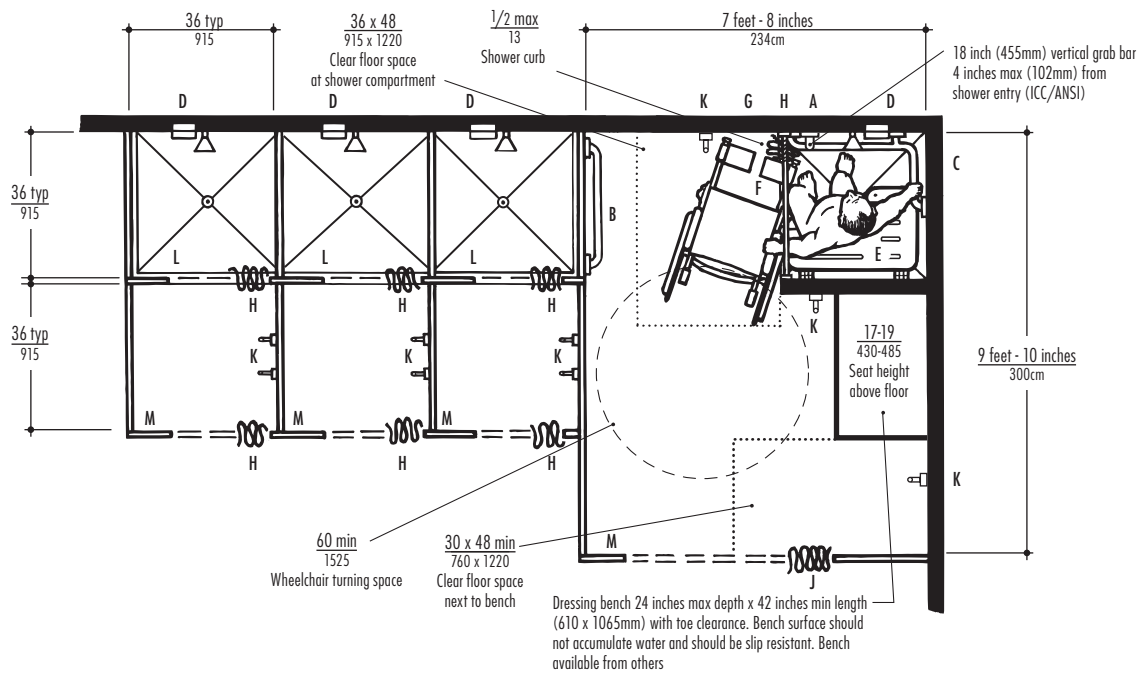 36 typ
915
36 x 48
915 x 1220
Clear floor space
at shower compartment
1/2 max
13
Shower curb
7 feet - 8 inches
234cm
18 inch (455mm) vertical grab bar
4 inches max (102mm) from
shower entry (ICC/ANSI)
D
D
D
K
G
H
A
D
C
36 typ
915
B
F
E
L
L
L
H
H
H
K
K
K
K
36 typ
915
17-19
430-485
Seat height
above floor
9 feet - 10 inches
300cm
M
M
M
H
H
H
K
60 min
1525
Wheelchair turning space
30 x 48 min
760 x 1220
Clear floor space
next to bench
M
J
Dressing bench 24 inches max depth x 42 inches min length
(610 x 1065mm) with toe clearance. Bench surface should
not accumulate water and should be slip resistant. Bench
available from others